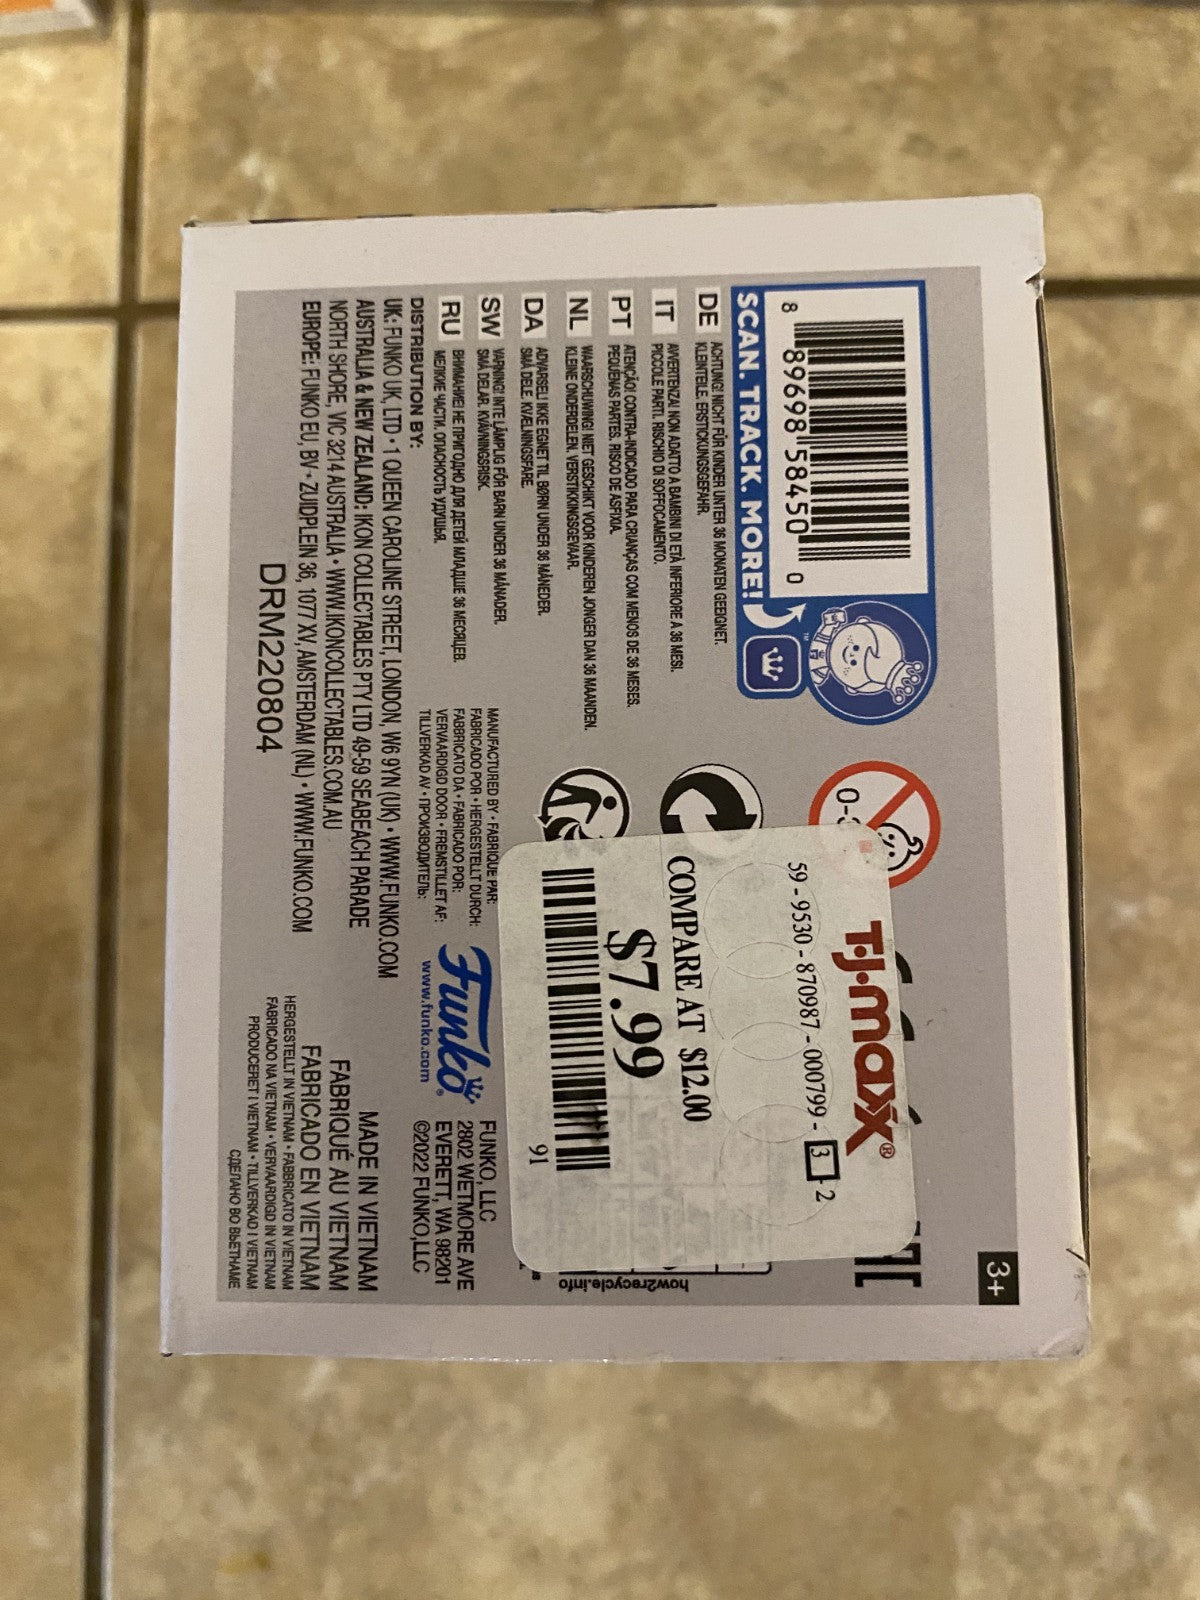 3+
8 89698 58450 0
SCAN. TRACK. MORE!
™
DE ACHTUNG! NICHT FÜR KINDER UNTER 36 MONATEN GEEIGNET.
KLEINTEILE. ERSTICKUNGSGEFAHR.
IT AVVERTENZA! NON ADATTO A BAMBINI DI ETÀ INFERIORE A 36 MESI.
PICCOLE PARTI. RISCHIO DI SOFFOCAMENTO.
PT ATENÇÃO! CONTRA-INDICADO PARA CRIANÇAS COM MENOS DE 36 MESES.
PEQUENAS PARTES. RISCO DE ASFIXIA.
NL WAARSCHUWING! NIET GESCHIKT VOOR KINDEREN JONGER DAN 36 MAANDEN.
KLEINE ONDERDELEN. VERSTIKKINGSGEVAAR.
DA ADVARSEL! IKKE EGNET TIL BØRN UNDER 36 MÅNEDER.
SMÅ DELE. KVÆLNINGSFARE.
SW VARNING! INTE LÄMPLIG FÖR BARN UNDER 36 MÅNADER.
SMÅ DELAR. KVÄVNINGSRISK.
RU ВНИМАНИЕ! НЕ ПРИГОДНО ДЛЯ ДЕТЕЙ МЛАДШЕ 36 МЕСЯЦЕВ.
МЕЛКИЕ ЧАСТИ. ОПАСНОСТЬ УДУШЬЯ.
DISTRIBUTION BY:
UK: FUNKO UK, LTD • 1 QUEEN CAROLINE STREET, LONDON, W6 9YN (UK) • WWW.FUNKO.COM
AUSTRALIA & NEW ZEALAND: IKON COLLECTABLES PTY LTD 49-59 SEABEACH PARADE
NORTH SHORE, VIC 3214 AUSTRALIA • WWW.IKONCOLLECTABLES.COM.AU
EUROPE: FUNKO EU, BV • ZUIDPLEIN 36, 1077 XV, AMSTERDAM (NL) • WWW.FUNKO.COM
DRM220804
T.J.maxx®
59 - 9530 - 870987 - 000799 - 3 - 2
COMPARE AT $12.00
$7.99
91
how2recycle.info
MANUFACTURED BY • FABRIQUÉ PAR:
FABRICADO POR • HERGESTELLT DURCH:
FABBRICATO DA • FABRICADO POR:
VERVAARDIGD DOOR • FREMSTILLET AF:
TILLVERKAD AV • ПРОИЗВОДИТЕЛЬ:
Funko®
www.funko.com
FUNKO, LLC
2802 WETMORE AVE
EVERETT, WA 98201
©2022 FUNKO,LLC
MADE IN VIETNAM
FABRIQUÉ AU VIETNAM
FABRICADO EN VIETNAM
HERGESTELLT IN VIETNAM • FABBRICATO IN VIETNAM
FABRICADO NA VIETNAM • VERVAARDIGD IN VIETNAM
PRODUCERET I VIETNAM • TILLVERKAD I VIETNAM
СДЕЛАНО ВО ВЬЕТНАМЕ